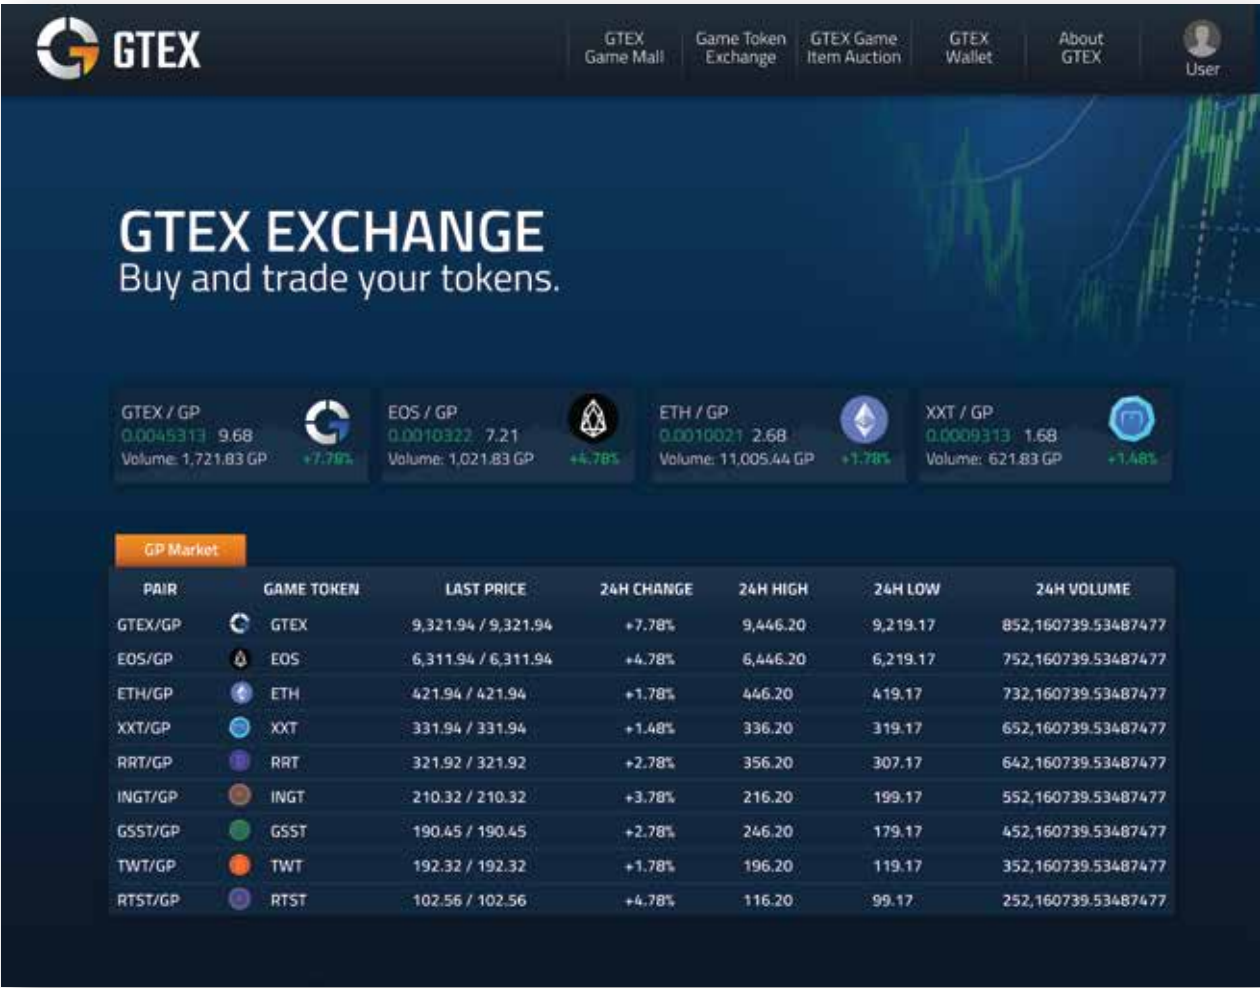 GTEX
GTEX
Game Mall
Game Token
Exchange
GTEX Game
Item Auction
GTEX
Wallet
About
GTEX
User
GTEX EXCHANGE
Buy and trade your tokens.
GTEX / GP
0.0045313 9.68
Volume: 1,721.83 GP +7.78%
EOS / GP
0.0010322 7.21
Volume: 1,021.83 GP +4.78%
ETH / GP
0.0010021 2.68
Volume: 11,005.44 GP +1.78%
XXT / GP
0.0009313 1.68
Volume: 621.83 GP +1.48%
GP Market
PAIR GAME TOKEN LAST PRICE 24H CHANGE 24H HIGH 24H LOW 24H VOLUME
GTEX/GP GTEX 9,321.94 / 9,321.94 +7.78% 9,446.20 9,219.17 852,160739.53487477
EOS/GP EOS 6,311.94 / 6,311.94 +4.78% 6,446.20 6,219.17 752,160739.53487477
ETH/GP ETH 421.94 / 421.94 +1.78% 446.20 419.17 732,160739.53487477
XXT/GP XXT 331.94 / 331.94 +1.48% 336.20 319.17 652,160739.53487477
RRT/GP RRT 321.92 / 321.92 +2.78% 356.20 307.17 642,160739.53487477
INGT/GP INGT 210.32 / 210.32 +3.78% 216.20 199.17 552,160739.53487477
GSST/GP GSST 190.45 / 190.45 +2.78% 246.20 179.17 452,160739.53487477
TWT/GP TWT 192.32 / 192.32 +1.78% 196.20 119.17 352,160739.53487477
RTST/GP RTST 102.56 / 102.56 +4.78% 116.20 99.17 252,160739.53487477